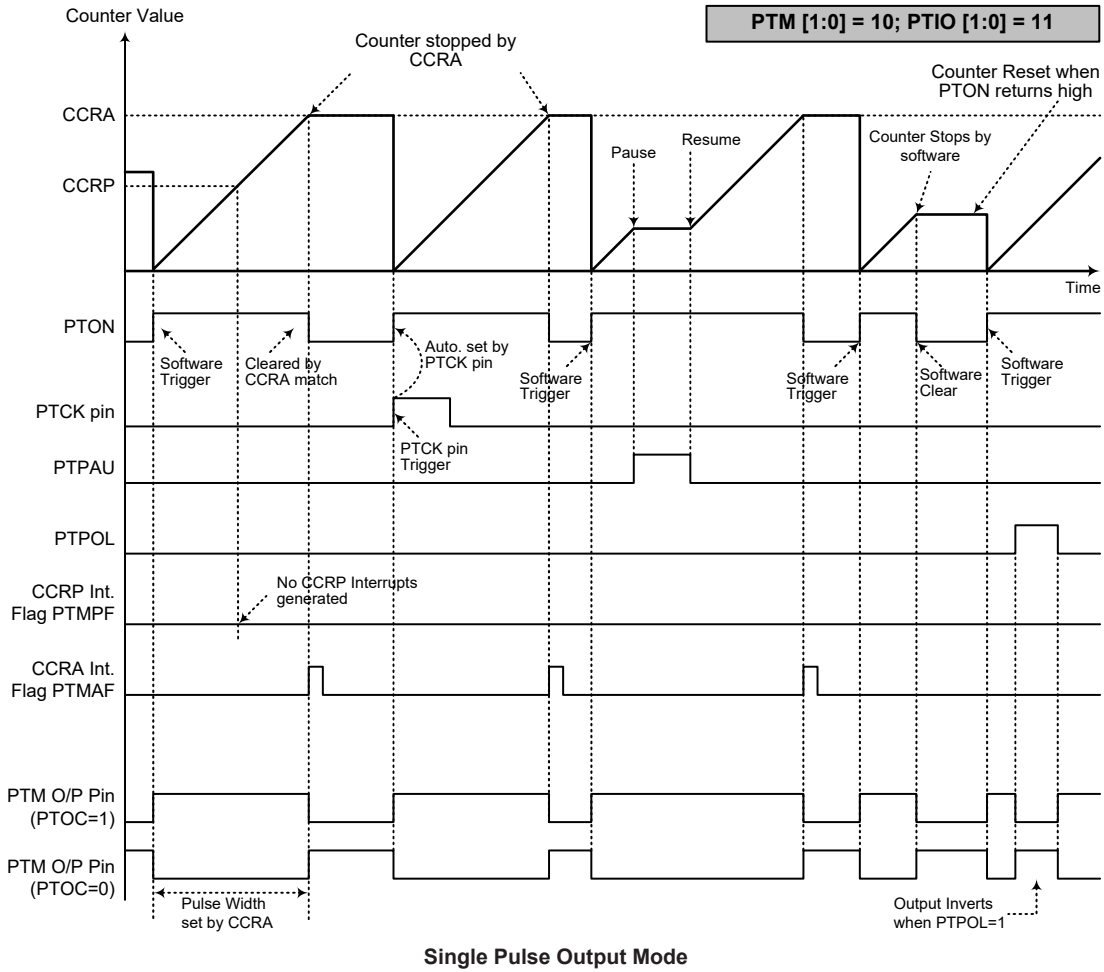 Counter Value
PTM [1:0] = 10; PTIO [1:0] = 11
Counter stopped by
CCRA
Counter Reset when
PTON returns high
CCRA
Pause
Resume
Counter Stops by
software
CCRP
Time
PTON
Software
Trigger
Cleared by
CCRA match
Auto. set by
PTCK pin
Software
Trigger
Software
Trigger
Software
Clear
Software
Trigger
PTCK pin
PTCK pin
Trigger
PTPAU
PTPOL
CCRP Int.
Flag PTMPF
No CCRP Interrupts
generated
CCRA Int.
Flag PTMAF
PTM O/P Pin
(PTOC=1)
PTM O/P Pin
(PTOC=0)
Pulse Width
set by CCRA
Output Inverts
when PTPOL=1
Single Pulse Output Mode